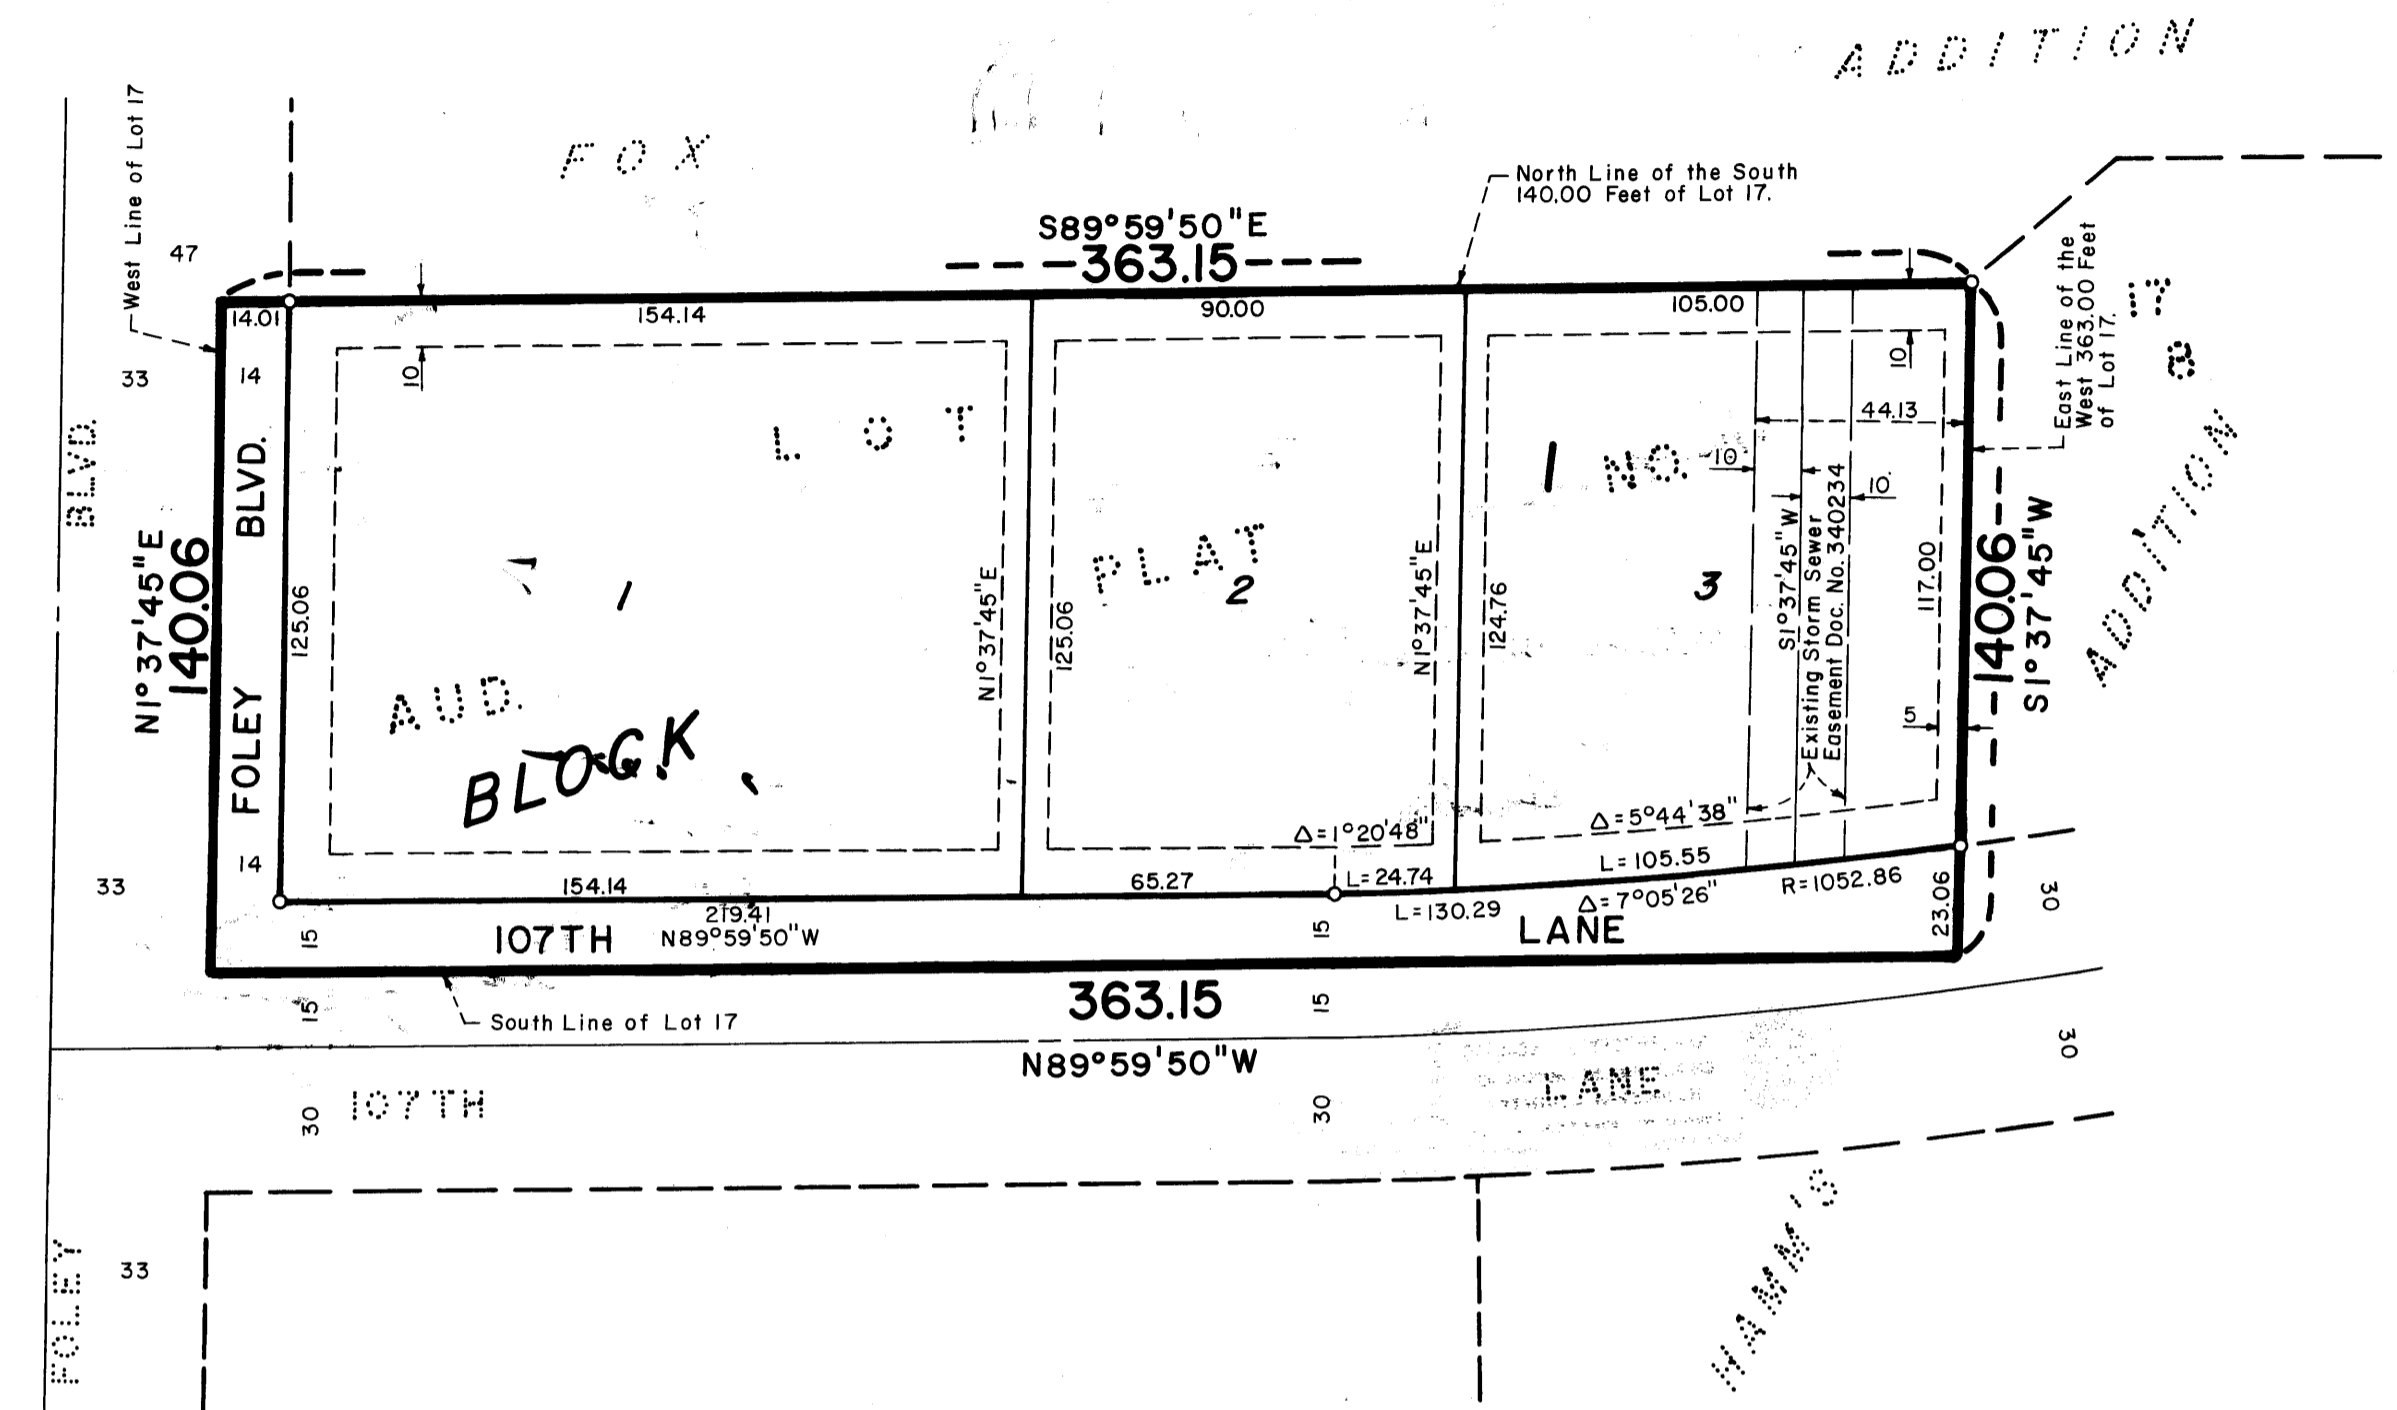 ADDITION
FOX
West Line of Lot 17
North Line of the South
140.00 Feet of Lot 17.
S89°59'50"E
363.15
47
33
14.01
154.14
90.00
105.00
14
10
10
44.13
East Line of the
West 363.00 Feet
of Lot 17.
17
8
ADDITION
BLVD.
BLVD.
LOT
1 NO.
10
10
N1°37'45"E
140.06
FOLEY
125.06
1
N1°37'45"E
125.06
PLAT
2
N1°37'45"E
124.76
3
S1°37'45"W
Existing Storm Sewer
Easement Doc. No. 340234
117.00
5
140.06
S1°37'45"W
AUD.
BLOCK
14
33
Δ=1°20'48"
Δ=5°44'38"
L=105.55
R=1052.86
154.14
65.27
L=24.74
219.41
L=130.29
Δ=7°05'26"
23.06
30
15
107TH
N89°59'50"W
15
LANE
363.15
15
15
South Line of Lot 17
N89°59'50"W
30
30
107TH
30
LANE
FOLEY
33
HAMM'S